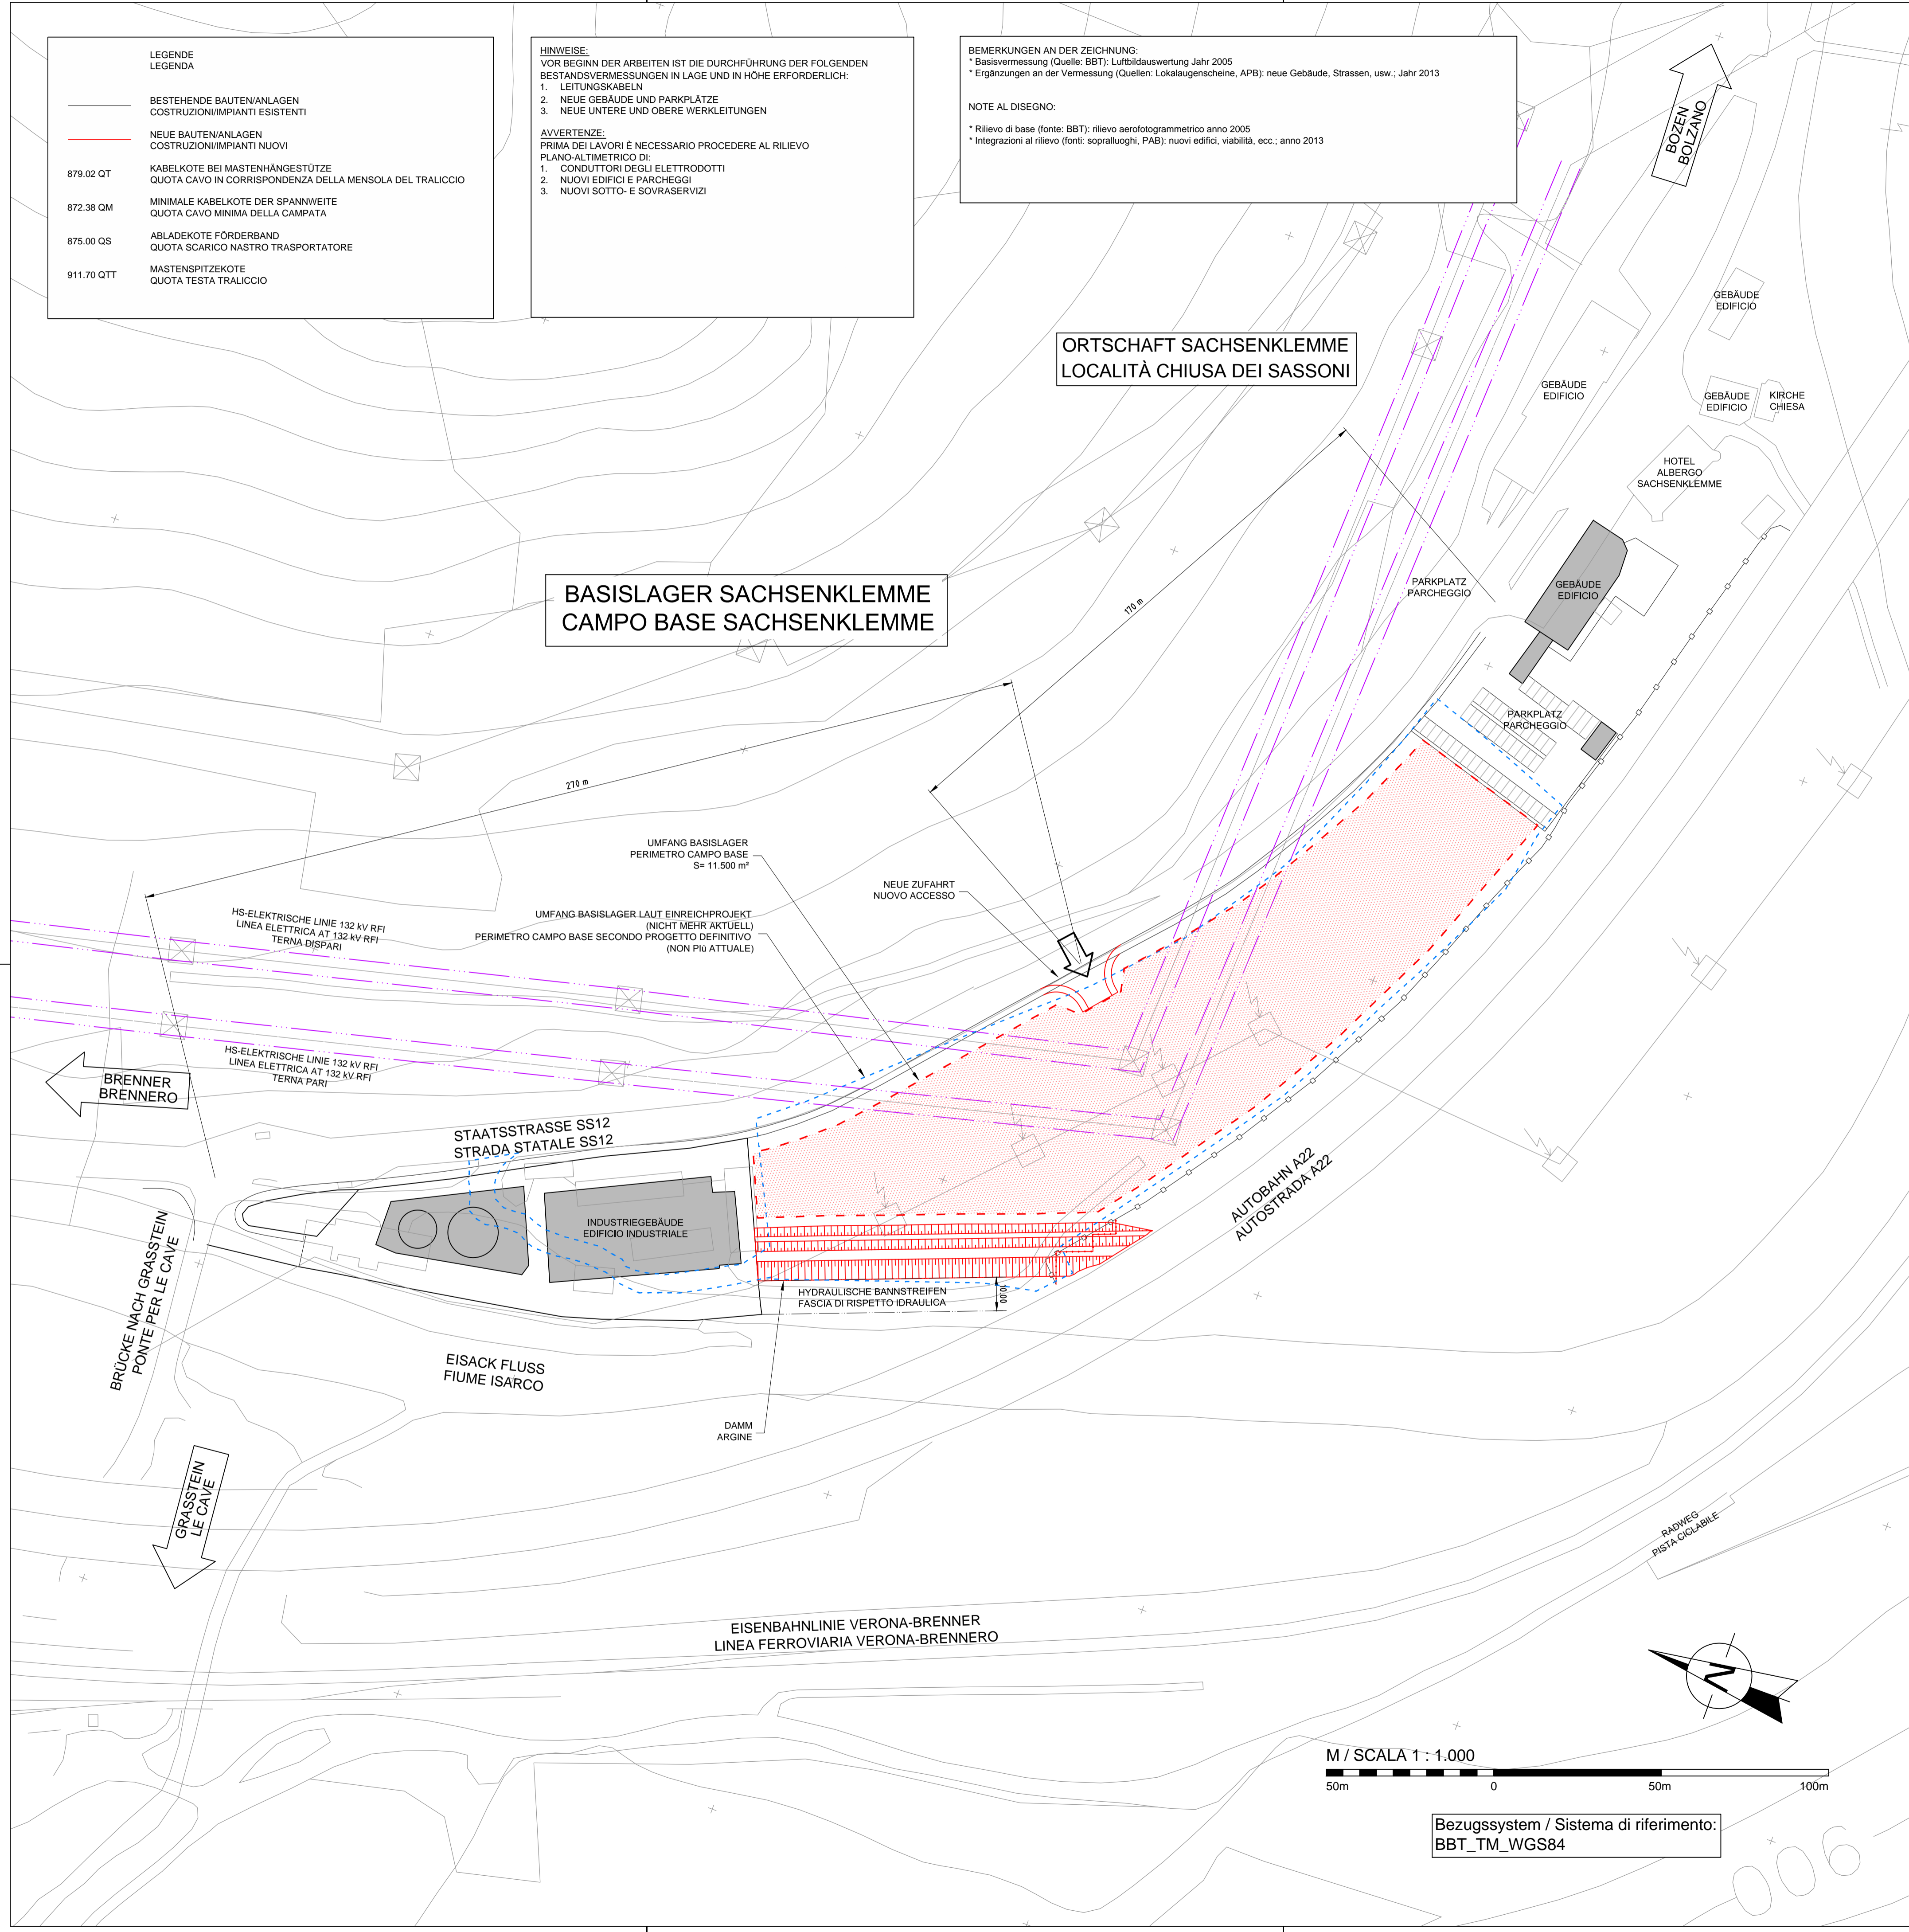 LEGENDE
LEGENDA
BESTEHENDE BAUTEN/ANLAGEN
COSTRUZIONI/IMPIANTI ESISTENTI
NEUE BAUTEN/ANLAGEN
COSTRUZIONI/IMPIANTI NUOVI
879.02 QT
KABELKOTE BEI MASTENHÄNGESTÜTZE
QUOTA CAVO IN CORRISPONDENZA DELLA MENSOLA DEL TRALICCIO
872.38 QM
MINIMALE KABELKOTE DER SPANNWEITE
QUOTA CAVO MINIMA DELLA CAMPATA
875.00 QS
ABLADEKOTE FÖRDERBAND
QUOTA SCARICO NASTRO TRASPORTATORE
911.70 QTT
MASTENSPITZEKOTE
QUOTA TESTA TRALICCIO
HINWEISE:
VOR BEGINN DER ARBEITEN IST DIE DURCHFÜHRUNG DER FOLGENDEN
BESTANDSVERMESSUNGEN IN LAGE UND IN HÖHE ERFORDERLICH:
1. LEITUNGSKABELN
2. NEUE GEBÄUDE UND PARKPLÄTZE
3. NEUE UNTERE UND OBERE WERKLEITUNGEN
AVVERTENZE:
PRIMA DEI LAVORI È NECESSARIO PROCEDERE AL RILIEVO
PLANO-ALTIMETRICO DI:
1. CONDUTTORI DEGLI ELETTRODOTTI
2. NUOVI EDIFICI E PARCHEGGI
3. NUOVI SOTTO- E SOVRASERVIZI
BEMERKUNGEN AN DER ZEICHNUNG:
* Basisvermessung (Quelle: BBT): Luftbildauswertung Jahr 2005
* Ergänzungen an der Vermessung (Quellen: Lokalaugenscheine, APB): neue Gebäude, Strassen, usw.; Jahr 2013
NOTE AL DISEGNO:
* Rilievo di base (fonte: BBT): rilievo aerofotogrammetrico anno 2005
* Integrazioni al rilievo (fonti: sopralluoghi, PAB): nuovi edifici, viabilità, ecc.; anno 2013
BOZEN
BOLZANO
GEBÄUDE
EDIFICIO
ORTSCHAFT SACHSENKLEMME
LOCALITÀ CHIUSA DEI SASSONI
GEBÄUDE
EDIFICIO
GEBÄUDE
EDIFICIO
KIRCHE
CHIESA
HOTEL
ALBERGO
SACHSENKLEMME
BASISLAGER SACHSENKLEMME
CAMPO BASE SACHSENKLEMME
170 m
PARKPLATZ
PARCHEGGIO
GEBÄUDE
EDIFICIO
PARKPLATZ
PARCHEGGIO
270 m
UMFANG BASISLAGER
PERIMETRO CAMPO BASE
S= 11.500 m²
NEUE ZUFAHRT
NUOVO ACCESSO
UMFANG BASISLAGER LAUT EINREICHPROJEKT
(NICHT MEHR AKTUELL)
PERIMETRO CAMPO BASE SECONDO PROGETTO DEFINITIVO
(NON PIù ATTUALE)
HS-ELEKTRISCHE LINIE 132 kV RFI
LINEA ELETTRICA AT 132 kV RFI
TERNA DISPARI
HS-ELEKTRISCHE LINIE 132 kV RFI
LINEA ELETTRICA AT 132 kV RFI
TERNA PARI
BRENNER
BRENNERO
STAATSSTRASSE SS12
STRADA STATALE SS12
AUTOBAHN A22
AUTOSTRADA A22
INDUSTRIEGEBÄUDE
EDIFICIO INDUSTRIALE
HYDRAULISCHE BANNSTREIFEN
FASCIA DI RISPETTO IDRAULICA
10.00
BRÜCKE NACH GRASSTEIN
PONTE PER LE CAVE
EISACK FLUSS
FIUME ISARCO
DAMM
ARGINE
GRASSTEIN
LE CAVE
RADWEG
PISTA CICLABILE
EISENBAHNLINIE VERONA-BRENNER
LINEA FERROVIARIA VERONA-BRENNERO
N
M / SCALA 1 : 1.000
50m 0 50m 100m
Bezugssystem / Sistema di riferimento:
BBT_TM_WGS84
006